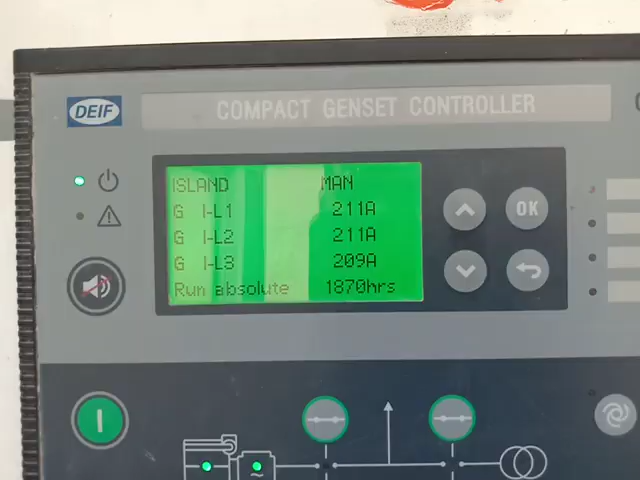 DEIF
COMPACT GENSET CONTROLLER
ISLAND MAN
G I-L1 211A
G I-L2 211A
G I-L3 209A
Run absolute 1870hrs
OK